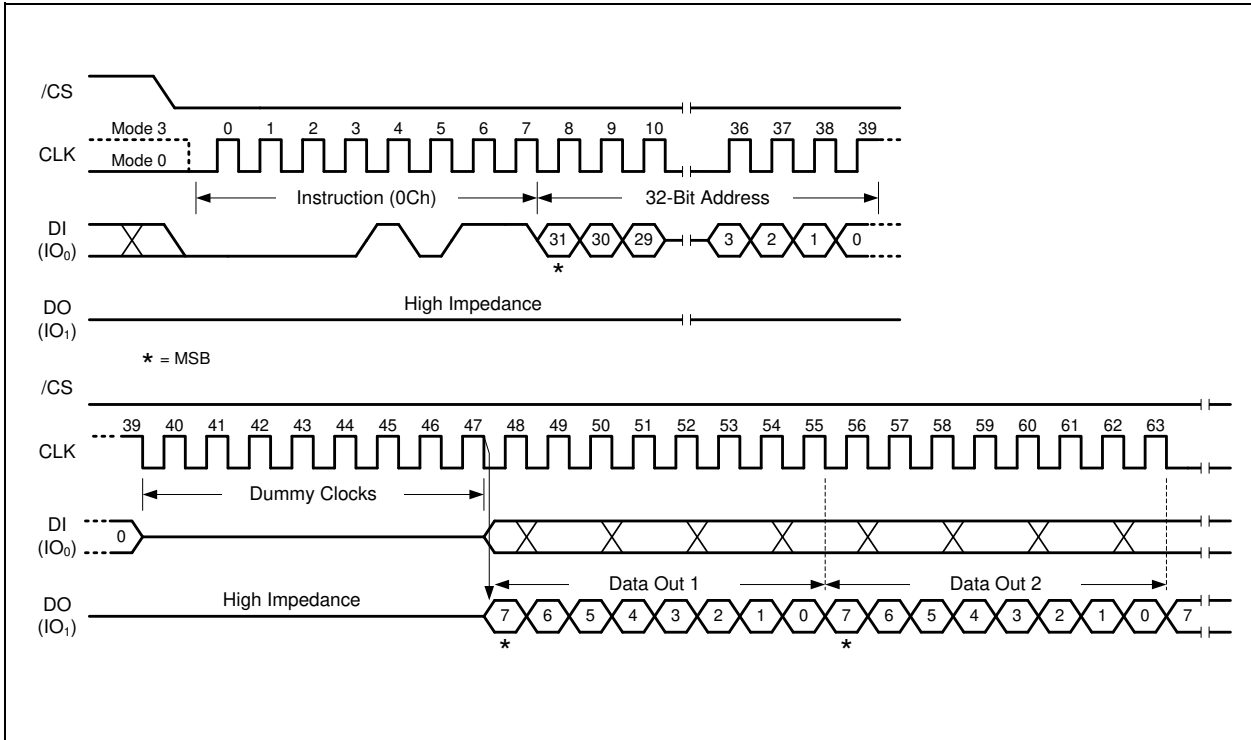 /CS
Mode 3 0 1 2 3 4 5 6 7 8 9 10 36 37 38 39
CLK
Mode 0
Instruction (0Ch) 32-Bit Address
DI
(IO₀)
31 30 29 3 2 1 0
*
High Impedance
DO
(IO₁)
* = MSB
/CS
39 40 41 42 43 44 45 46 47 48 49 50 51 52 53 54 55 56 57 58 59 60 61 62 63
CLK
Dummy Clocks
DI
(IO₀)
0
Data Out 1 Data Out 2
High Impedance
DO
(IO₁)
7 6 5 4 3 2 1 0 7 6 5 4 3 2 1 0 7
* *